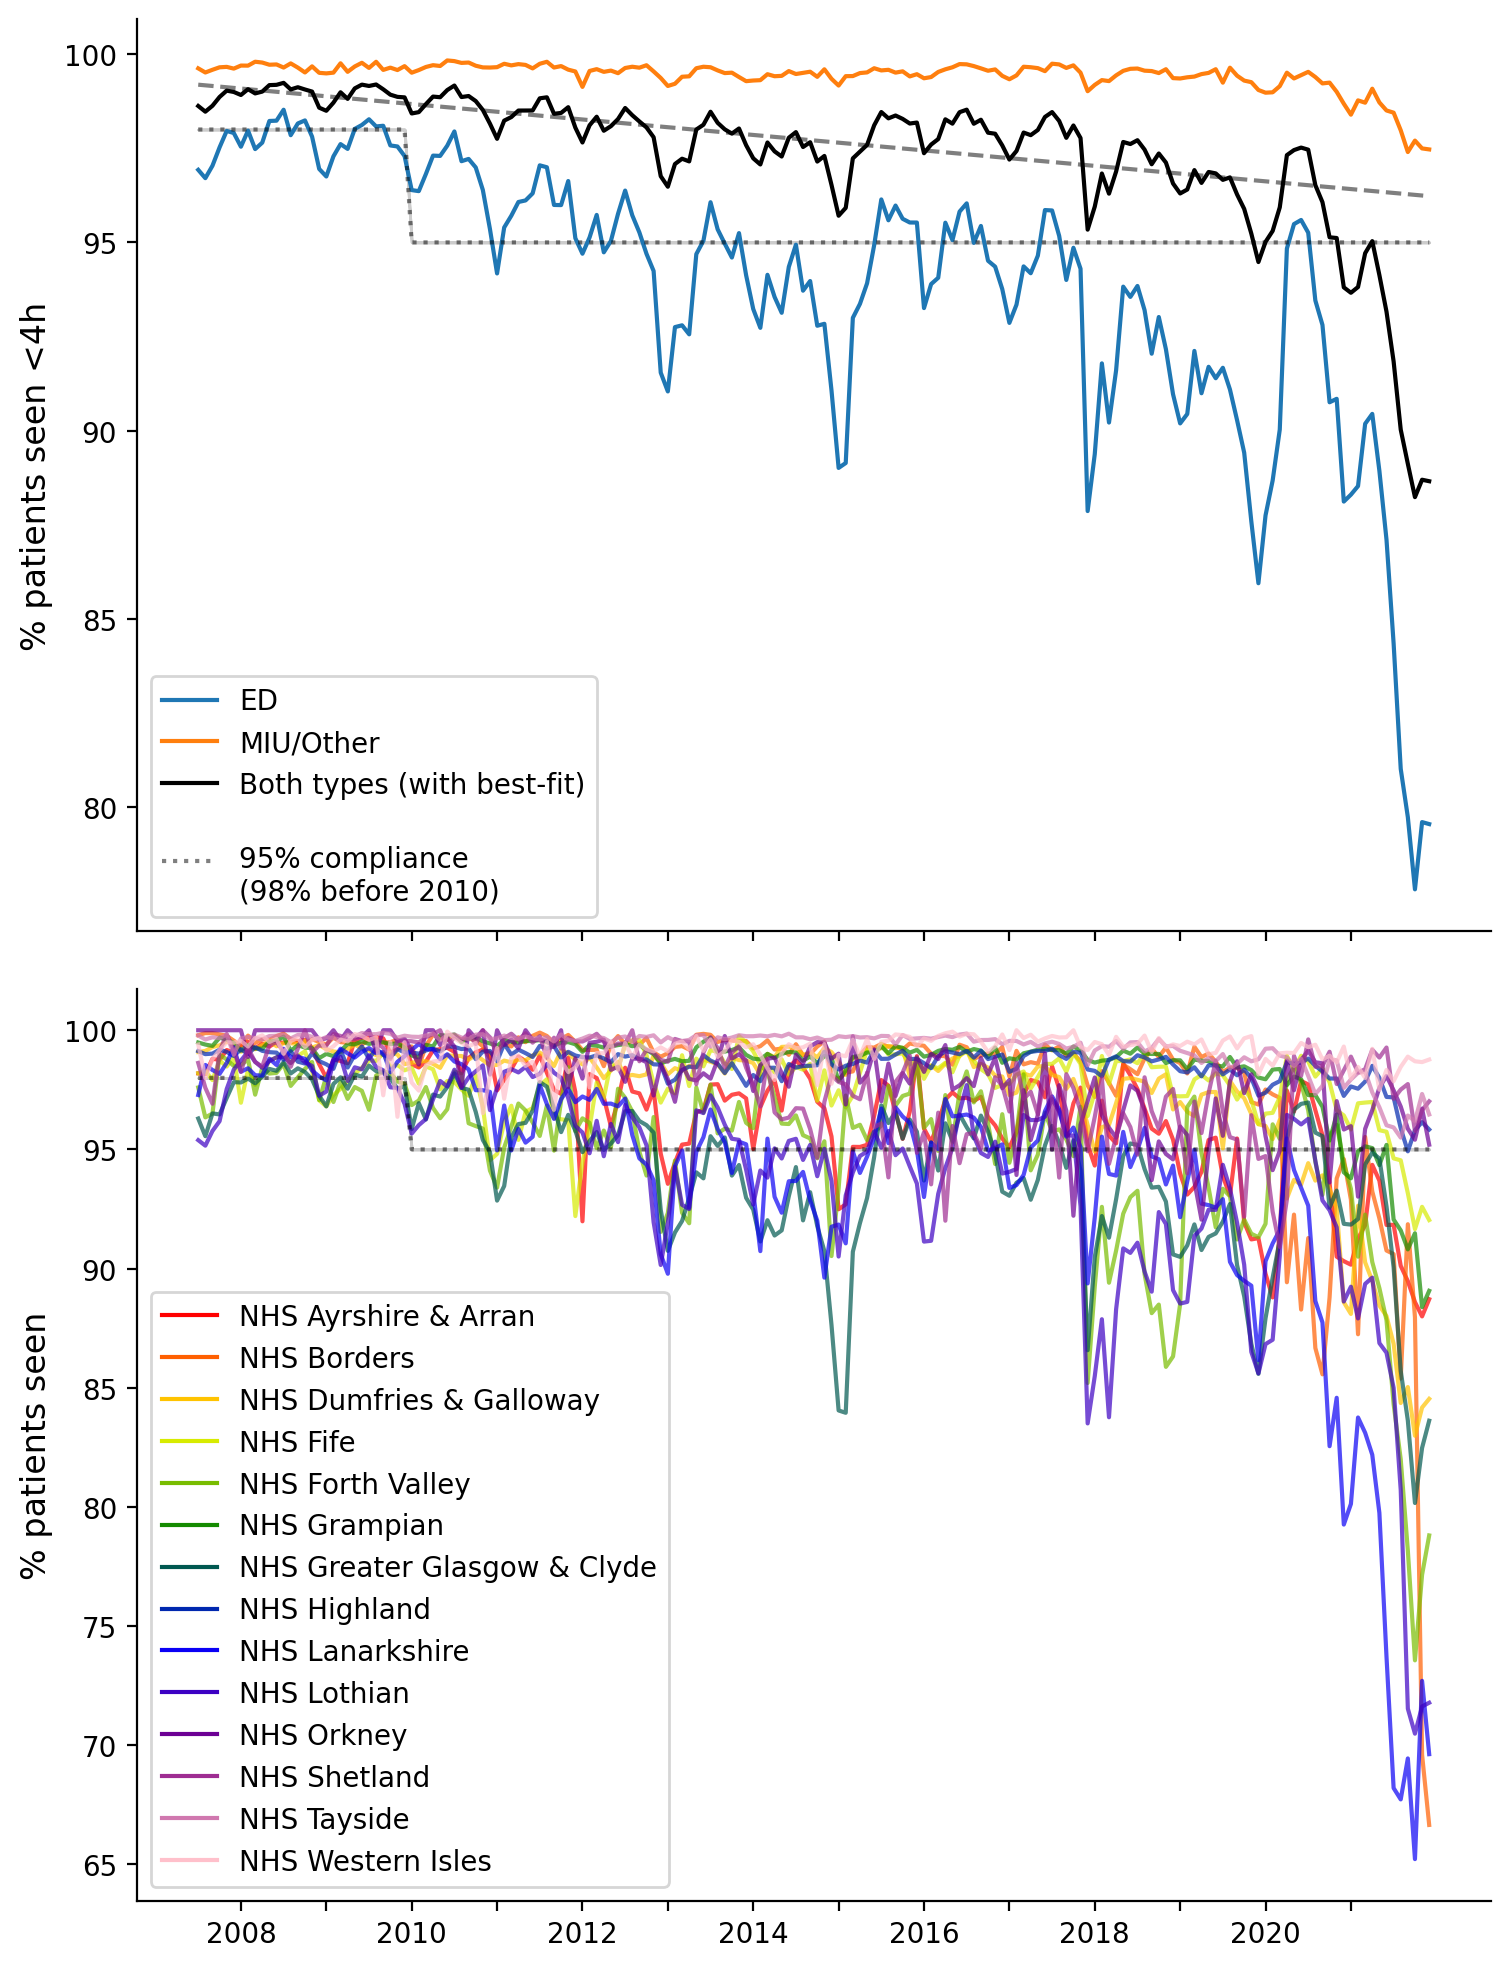 100
95
90
85
80
% patients seen <4h
ED
MIU/Other
Both types (with best-fit)
95% compliance
(98% before 2010)
100
95
90
85
80
75
70
65
% patients seen
NHS Ayrshire & Arran
NHS Borders
NHS Dumfries & Galloway
NHS Fife
NHS Forth Valley
NHS Grampian
NHS Greater Glasgow & Clyde
NHS Highland
NHS Lanarkshire
NHS Lothian
NHS Orkney
NHS Shetland
NHS Tayside
NHS Western Isles
2008 2010 2012 2014 2016 2018 2020